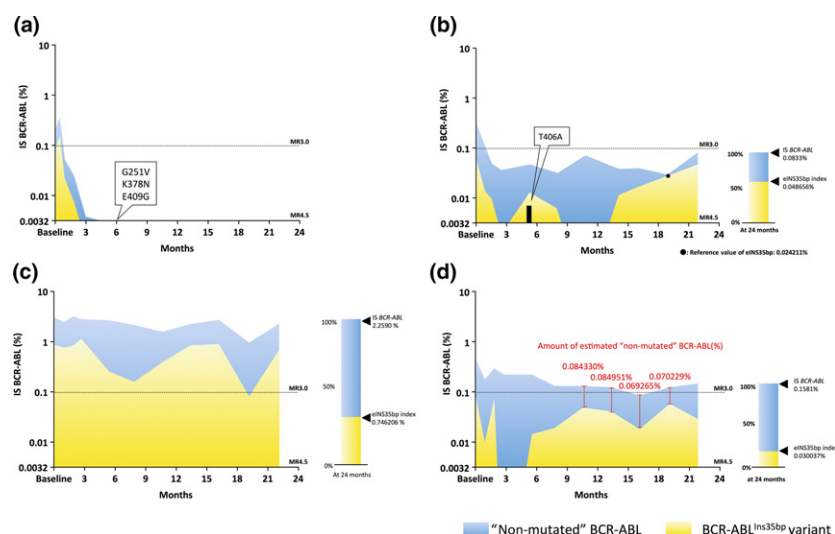 (a)
IS BCR-ABL (%)
10
1
0.1
0.01
0.0032
MR3.0
MR4.5
G251V
K378N
E409G
Baseline 3 6 9 12 15 18 21 24
Months
(b)
IS BCR-ABL (%)
10
1
0.1
0.01
0.0032
T406A
MR3.0
MR4.5
Baseline 3 6 9 12 15 18 21 24
Months
●: Reference value of eINS35bp: 0.024211%
100%
50%
0%
IS BCR-ABL
0.0833%
eINS35bp index
0.048656%
At 24 months
(c)
IS BCR-ABL (%)
10
1
0.1
0.01
0.0032
MR3.0
MR4.5
Baseline 3 6 9 12 15 18 21 24
Months
100%
50%
0%
IS BCR-ABL
2.2590 %
eINS35bp index
0.746206 %
At 24 months
(d)
IS BCR-ABL (%)
10
1
0.1
0.01
0.0032
Amount of estimated "non-mutated" BCR-ABL(%)
0.084330%
0.084951%
0.069265%
0.070229%
MR3.0
MR4.5
Baseline 3 6 9 12 15 18 21 24
Months
100%
50%
0%
IS BCR-ABL
0.1581%
eINS35bp inde
0.030037%
at 24 months
“Non-mutated” BCR-ABL
BCR-ABLIns35bp variant